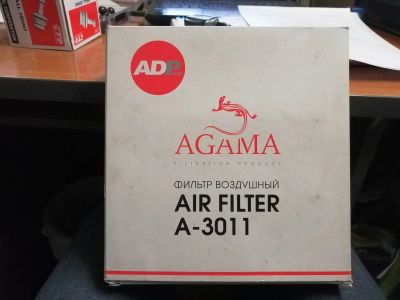 ADP
AGAMA
FILTRATION PRODUCT
ФИЛЬТР ВОЗДУШНЫЙ
AIR FILTER
A-3011